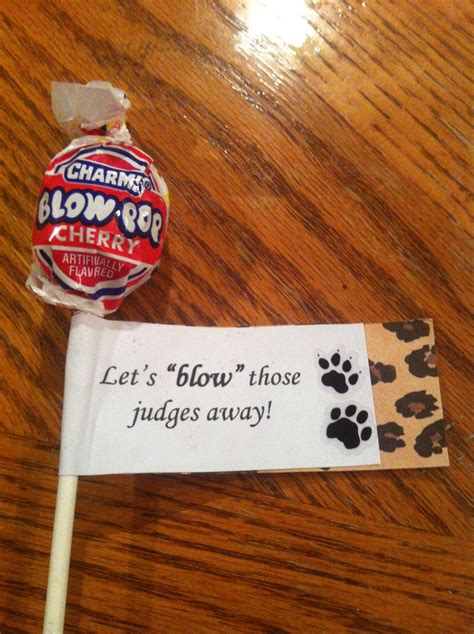 CHARMS
BLOW POP
CHERRY
ARTIFICIALLY
FLAVORED
Let's "blow" those
judges away!